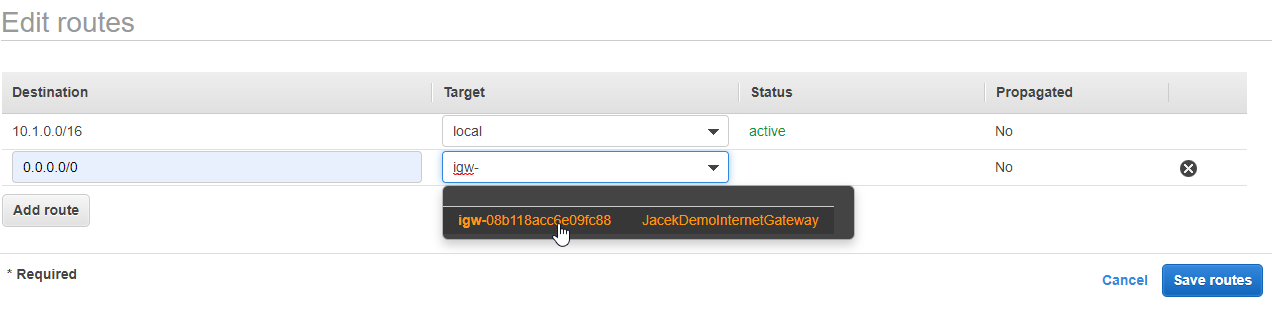 Edit routes
Destination Target Status Propagated
10.1.0.0/16 local active No
0.0.0.0/0 igw- No
Add route
igw-08b118acc6e09fc88 JacekDemoInternetGateway
* Required
Cancel Save routes